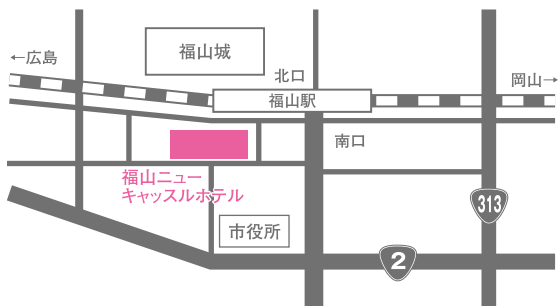 ←広島
福山城
北口
岡山→
福山駅
南口
福山ニュー
キャッスルホテル
313
市役所
2